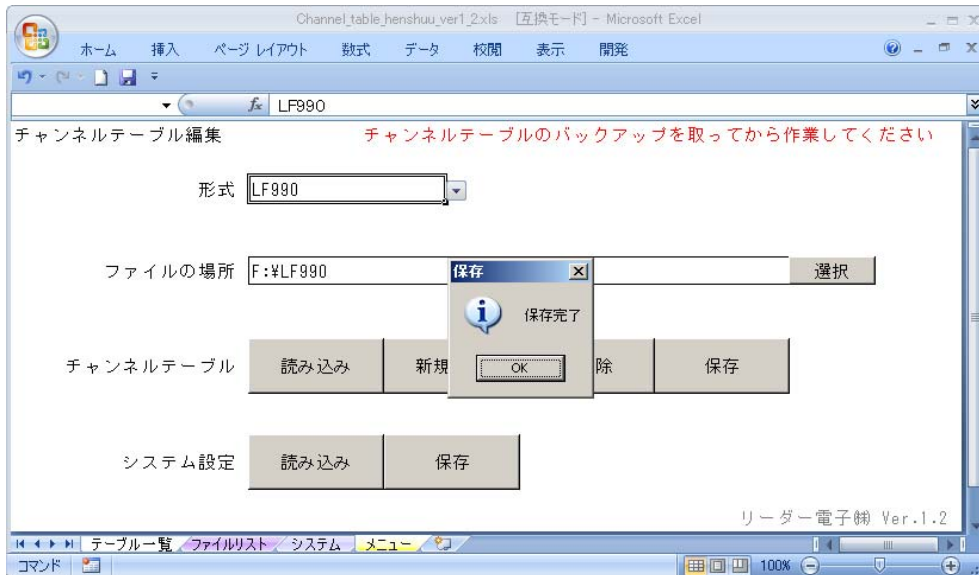 Channel_table_henshuu_ver1_2.xls [互換モード] - Microsoft Excel
ホーム 挿入 ページ レイアウト 数式 データ 校閲 表示 開発
fx LF990
チャンネルテーブル編集 チャンネルテーブルのバックアップを取ってから作業してください
形式 LF990
ファイルの場所 F:¥LF990 選択
保存
保存完了
OK
チャンネルテーブル 読み込み 新規 除 保存
システム設定 読み込み 保存
リーダー電子㈱ Ver.1.2
テーブル一覧 ファイルリスト システム メニュー
コマンド 100%